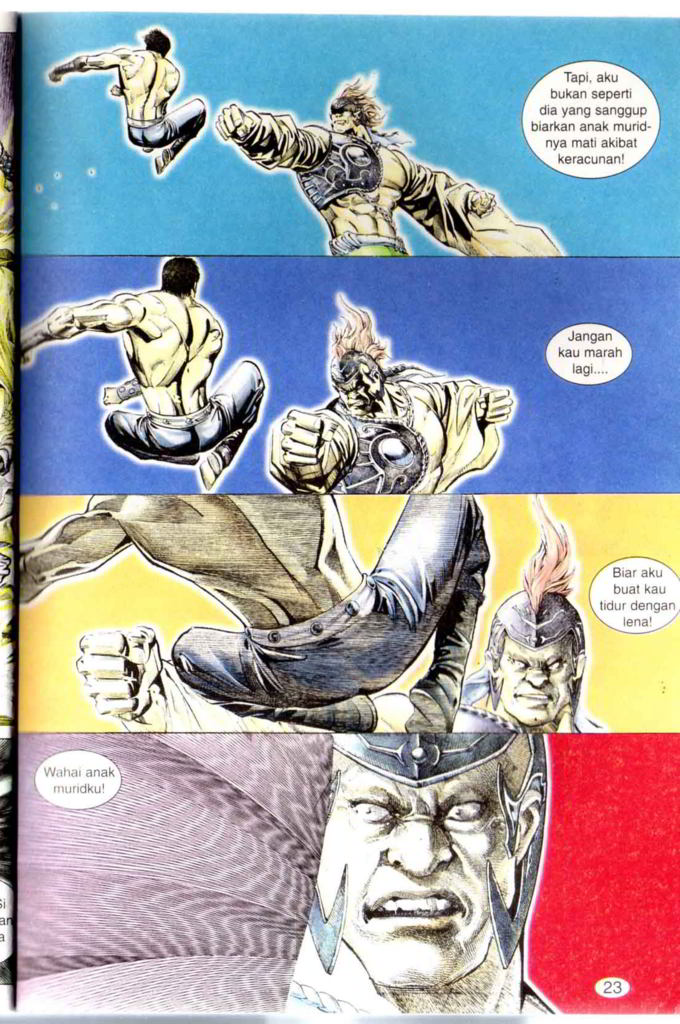 Tapi, aku
bukan seperti
dia yang sanggup
biarkan anak murid-
nya mati akibat
keracunan!
Jangan
kau marah
lagi....
Biar aku
buat kau
tidur dengan
lena!
Wahai anak
muridku!
23